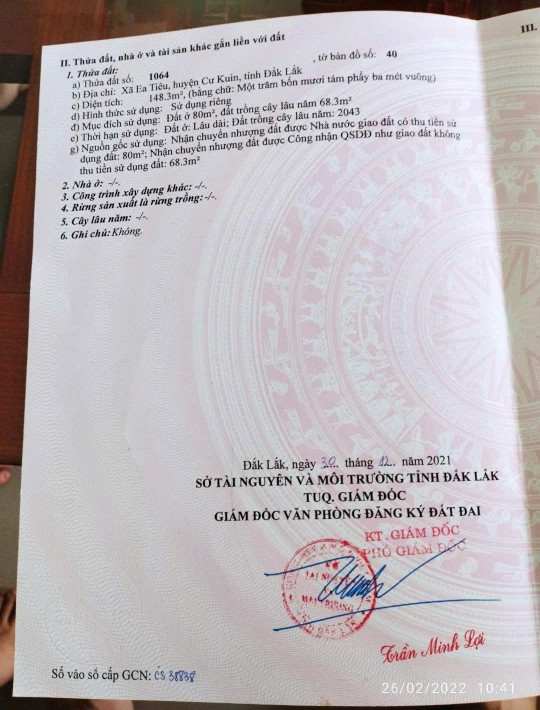 III.
II. Thửa đất, nhà ở và tài sản khác gắn liền với đất
1. Thửa đất:
a) Thửa đất số: 1064 , tờ bản đồ số: 40
b) Địa chỉ: Xã Ea Tiêu, huyện Cư Kuin, tỉnh Đắk Lắk
c) Diện tích: 148.3m², (bằng chữ: Một trăm bốn mươi tám phẩy ba mét vuông)
d) Hình thức sử dụng: Sử dụng riêng
đ) Mục đích sử dụng: Đất ở 80m², đất trồng cây lâu năm 68.3m²
e) Thời hạn sử dụng: Đất ở: Lâu dài; Đất trồng cây lâu năm: 2043
g) Nguồn gốc sử dụng: Nhận chuyển nhượng đất được Nhà nước giao đất có thu tiền sử
dụng đất: 80m²; Nhận chuyển nhượng đất được Công nhận QSDĐ như giao đất không
thu tiền sử dụng đất: 68.3m²
2. Nhà ở: -/-.
3. Công trình xây dựng khác: -/-.
4. Rừng sản xuất là rừng trồng: -/-.
5. Cây lâu năm: -/-.
6. Ghi chú: Không.
Đắk Lắk, ngày 30 tháng 12 năm 2021
SỞ TÀI NGUYÊN VÀ MÔI TRƯỜNG TỈNH ĐẮK LẮK
TUQ. GIÁM ĐỐC
GIÁM ĐỐC VĂN PHÒNG ĐĂNG KÝ ĐẤT ĐAI
KT. GIÁM ĐỐC
PHÓ GIÁM ĐỐC
Trần Minh Lợi
Số vào sổ cấp GCN: CS 38838
26/02/2022 10:41